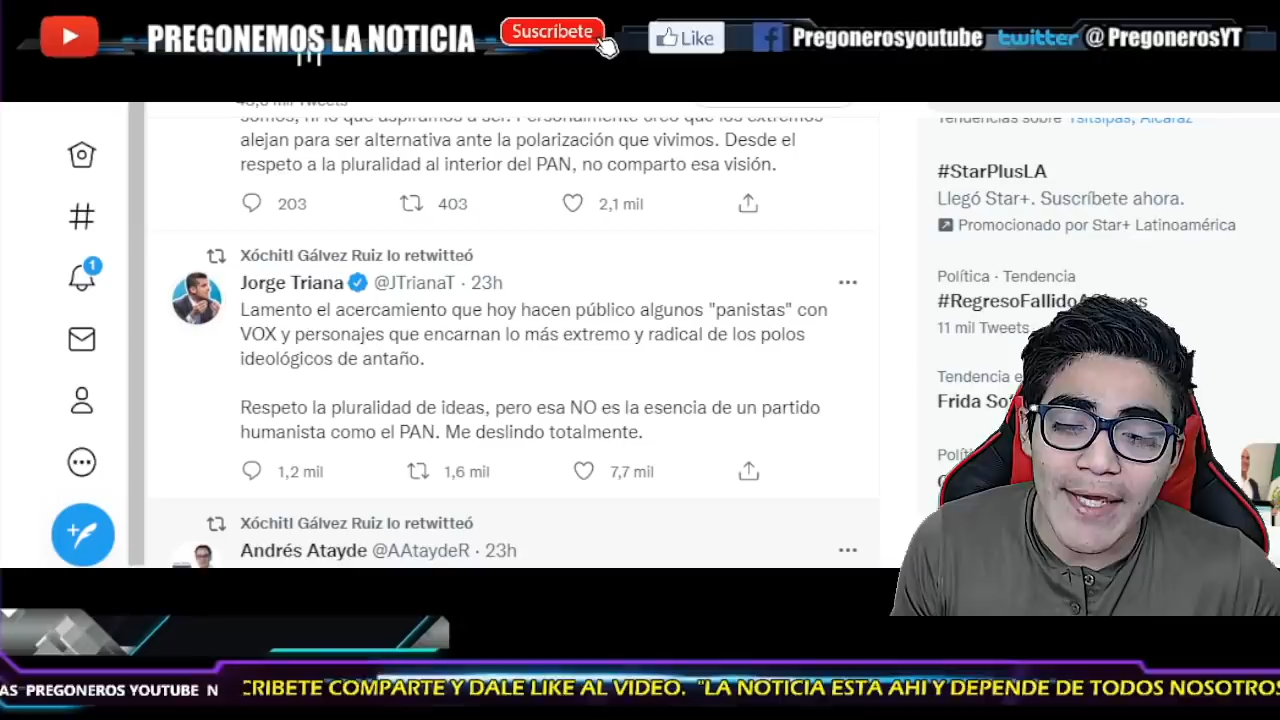 PREGONEMOS LA NOTICIA
Suscríbete
Like
Pregonerosyoutube
twitter @PregonerosYT
alejan para ser alternativa ante la polarización que vivimos. Desde el
respeto a la pluralidad al interior del PAN, no comparto esa visión.
203 403 2,1 mil
Xóchitl Gálvez Ruiz lo retwitteó
Jorge Triana @JTrianaT · 23h
Lamento el acercamiento que hoy hacen público algunos "panistas" con
VOX y personajes que encarnan lo más extremo y radical de los polos
ideológicos de antaño.
Respeto la pluralidad de ideas, pero esa NO es la esencia de un partido
humanista como el PAN. Me deslindo totalmente.
1,2 mil 1,6 mil 7,7 mil
Xóchitl Gálvez Ruiz lo retwitteó
Andrés Atayde @AAtaydeR · 23h
1
Tendencias sobre Tsitsipas, Alcaraz
#StarPlusLA
Llegó Star+. Suscríbete ahora.
Promocionado por Star+ Latinoamérica
Política · Tendencia
11 mil Tweets
Tendencia
Frida
PREGONEROS YOUTUBE N
CRIBETE COMPARTE Y DALE LIKE AL VIDEO. "LA NOTICIA ESTA AHI Y DEPENDE DE TODOS NOSOTROS